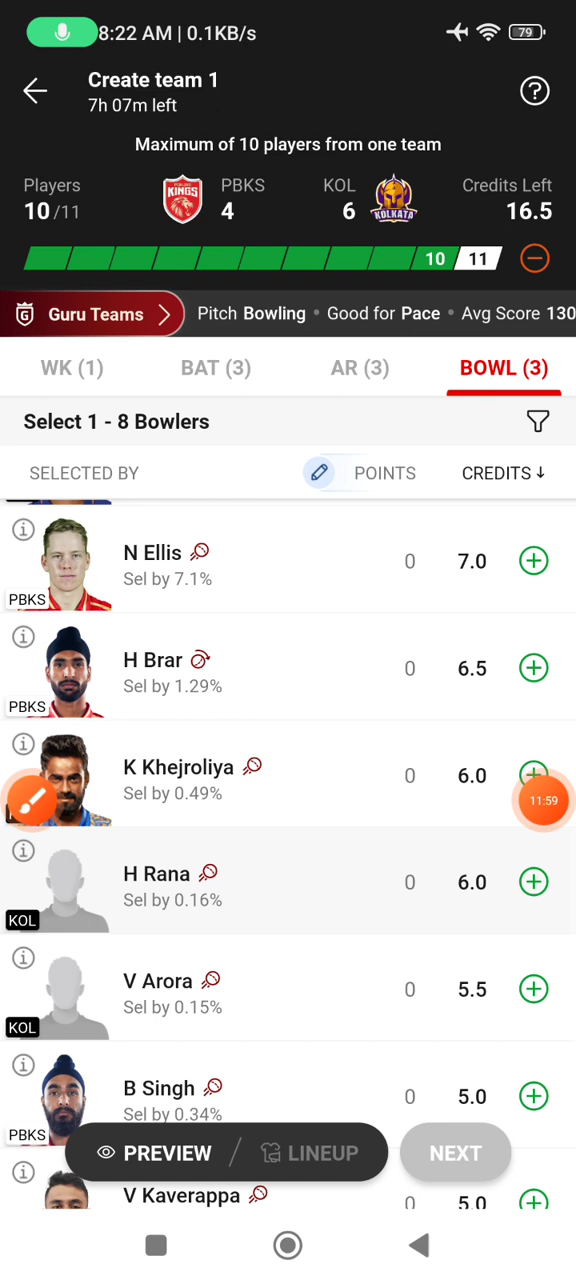 8:22 AM | 0.1KB/s
79
Create team 1
7h 07m left
Maximum of 10 players from one team
Players
10 /11
KINGS
PBKS
4
KOL
6
KOLKATA
Credits Left
16.5
10 11
G Guru Teams Pitch Bowling • Good for Pace • Avg Score 130
WK (1) BAT (3) AR (3) BOWL (3)
Select 1 - 8 Bowlers
SELECTED BY POINTS CREDITS ↓
N Ellis
Sel by 7.1%
0 7.0
PBKS
H Brar
Sel by 1.29%
0 6.5
PBKS
K Khejroliya
Sel by 0.49%
0 6.0
11:59
H Rana
Sel by 0.16%
0 6.0
KOL
V Arora
Sel by 0.15%
0 5.5
KOL
B Singh
Sel by 0.34%
0 5.0
PBKS
PREVIEW / LINEUP NEXT
V Kaverappa
0 5.0